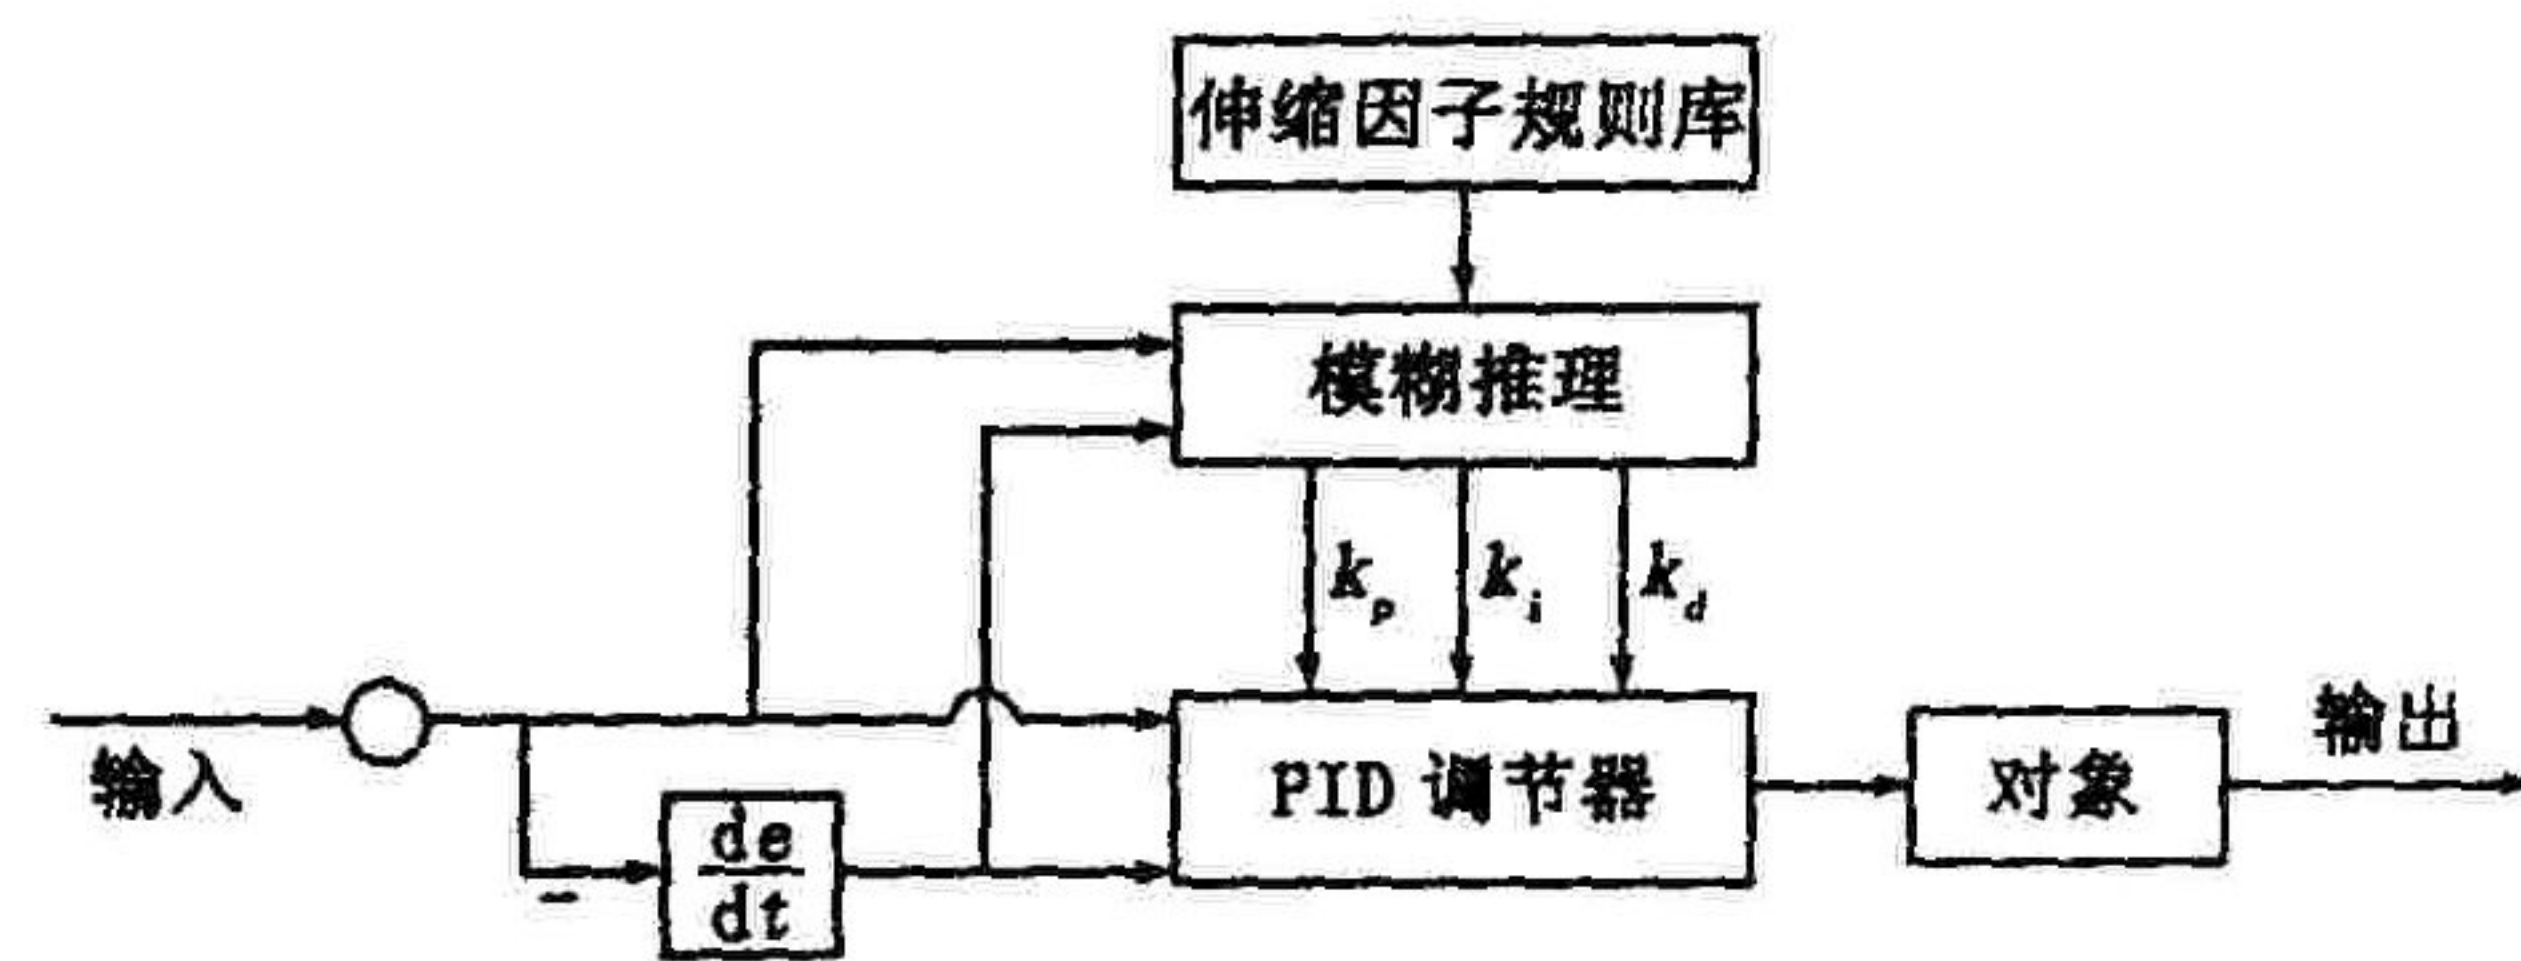 伸缩因子规则库
模糊推理
k_p
k_i
k_d
输入
PID 调节器
对象
输出
de
dt
−